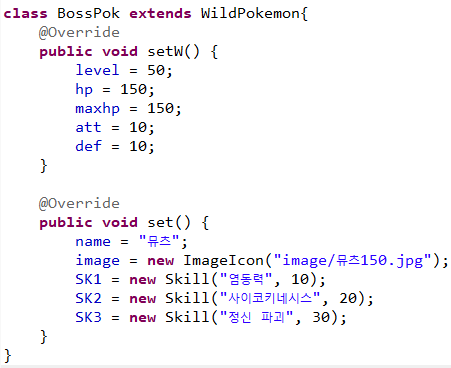 class BossPok extends WildPokemon{
@Override
public void setW() {
level = 50;
hp = 150;
maxhp = 150;
att = 10;
def = 10;
}
@Override
public void set() {
name = "뮤츠";
image = new ImageIcon("image/뮤츠150.jpg");
SK1 = new Skill("염동력", 10);
SK2 = new Skill("사이코키네시스", 20);
SK3 = new Skill("정신 파괴", 30);
}
}